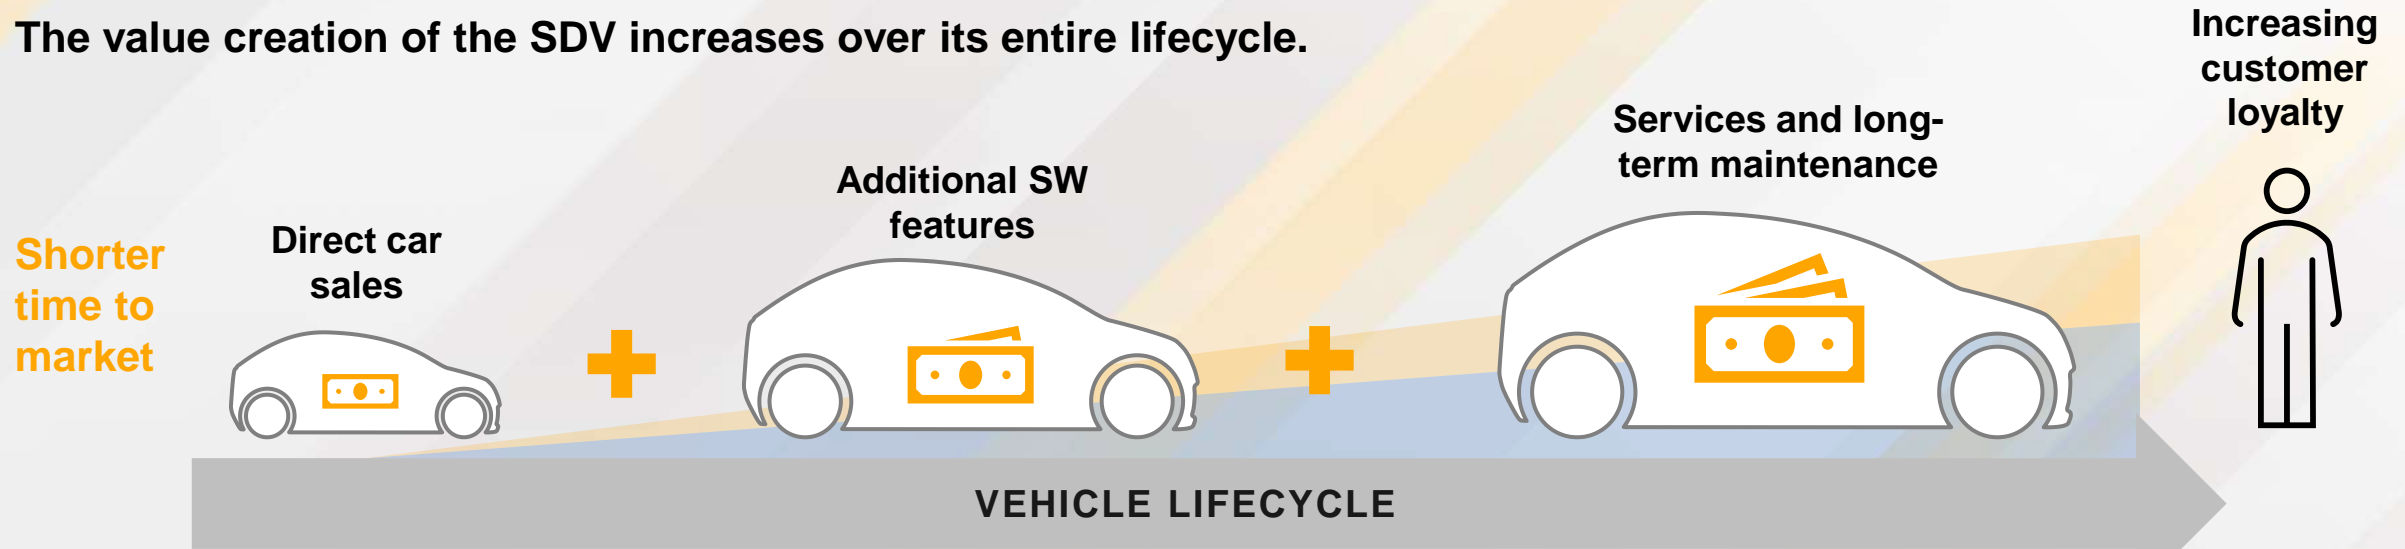 The value creation of the SDV increases over its entire lifecycle.
Shorter
time to
market
Direct car
sales
Additional SW
features
Services and long-
term maintenance
Increasing
customer
loyalty
VEHICLE LIFECYCLE